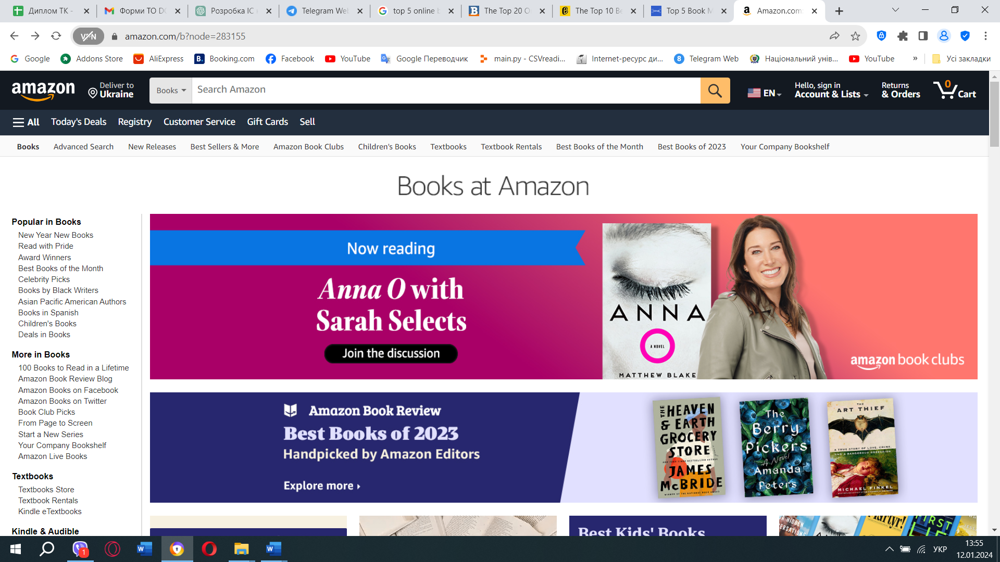 Диплом ТК -
Форми ТО DC
Розробка ІС
Telegram Web
top 5 online b
The Top 20 O
The Top 10 Be
Top 5 Book M
Amazon.com:
VPN
amazon.com/b?node=283155
Google
Addons Store
AliExpress
Booking.com
Facebook
YouTube
Google Переводчик
main.py - CSVreadi...
Internet-ресурс ди...
Telegram Web
Національний унів...
YouTube
»
Усі закладки
amazon
Deliver to
Ukraine
Books
Search Amazon
EN
Hello, sign in
Account & Lists
Returns
& Orders
0
Cart
All
Today's Deals
Registry
Customer Service
Gift Cards
Sell
Books
Advanced Search
New Releases
Best Sellers & More
Amazon Book Clubs
Children's Books
Textbooks
Textbook Rentals
Best Books of the Month
Best Books of 2023
Your Company Bookshelf
Books at Amazon
Popular in Books
New Year New Books
Read with Pride
Award Winners
Best Books of the Month
Celebrity Picks
Books by Black Writers
Asian Pacific American Authors
Books in Spanish
Children's Books
Deals in Books
More in Books
100 Books to Read in a Lifetime
Amazon Book Review Blog
Amazon Books on Facebook
Amazon Books on Twitter
Book Club Picks
From Page to Screen
Start a New Series
Your Company Bookshelf
Amazon Live Books
Textbooks
Textbooks Store
Textbook Rentals
Kindle eTextbooks
Kindle & Audible
Now reading
Anna O with
Sarah Selects
Join the discussion
ANNA
O
A NOVEL
MATTHEW BLAKE
amazon book clubs
Amazon Book Review
Best Books of 2023
Handpicked by Amazon Editors
Explore more
THE
HEAVEN
& EARTH
GROCERY
STORE
JAMES
McBRIDE
The
Berry
Pickers
A Novel
Amanda
Peters
THE
ART THIEF
A TRUE STORY OF LOVE, CRIME,
AND A DANGEROUS OBSESSION
MICHAEL FINKEL
Best Kids' Books
Martyr!
FIRST
1
УКР
13:55
12.01.2024